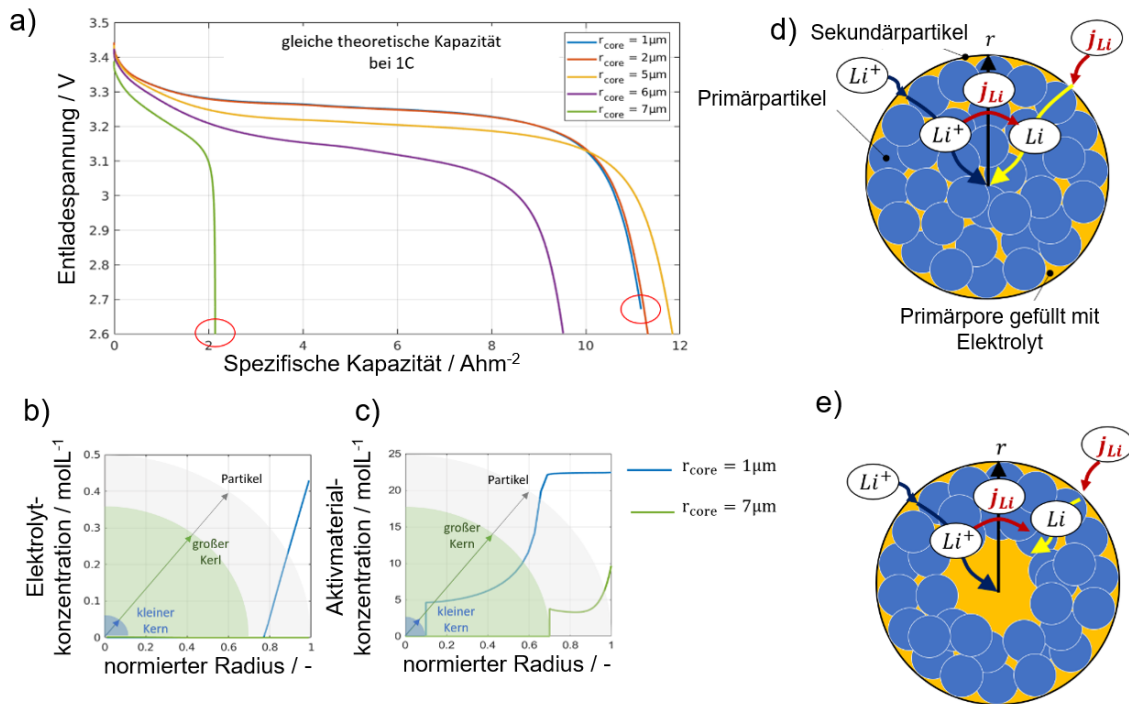 a)
gleiche theoretische Kapazität
bei 1C
r_core = 1µm
r_core = 2µm
r_core = 5µm
r_core = 6µm
r_core = 7µm
Entladespannung / V
3.5
3.4
3.3
3.2
3.1
3
2.9
2.8
2.7
2.6
0
2
4
6
8
10
12
Spezifische Kapazität / Ahm⁻²
b)
Elektrolyt-
konzentration / molL⁻¹
0.5
0.4
0.3
0.2
0.1
0
Partikel
großer
Kerl
kleiner
Kern
0
0.2
0.4
0.6
0.8
1
normierter Radius / -
c)
Aktivmaterial-
konzentration / molL⁻¹
25
20
15
10
5
0
Partikel
großer
Kern
kleiner
Kern
0
0.2
0.4
0.6
0.8
1
normierter Radius / -
r_core = 1µm
r_core = 7µm
d)
Sekundärpartikel
r
j_Li
Li⁺
Primärpartikel
j_Li
Li⁺
Li
Primärpore gefüllt mit
Elektrolyt
e)
r
j_Li
Li⁺
j_Li
Li⁺
Li